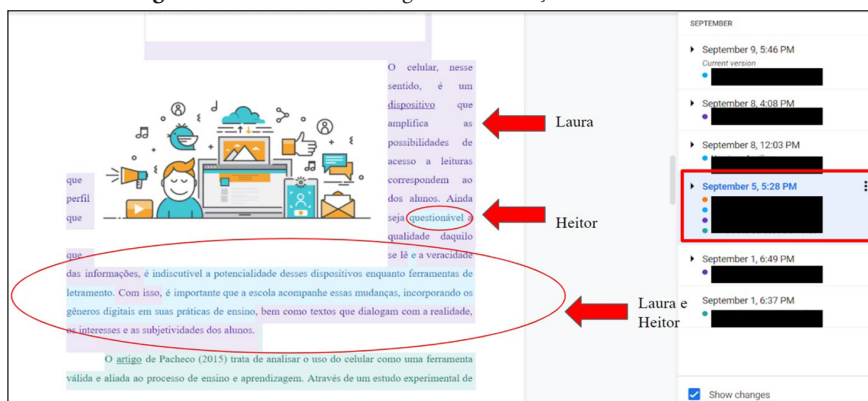 O celular, nesse
sentido, é um
dispositivo que
amplifica as
possibilidades de
acesso a leituras
que correspondem ao
perfil dos alunos. Ainda
que seja questionável a
qualidade daquilo
que se lê e a veracidade
das informações, é indiscutível a potencialidade desses dispositivos enquanto ferramentas de
letramento. Com isso, é importante que a escola acompanhe essas mudanças, incorporando os
gêneros digitais em suas práticas de ensino, bem como textos que dialogam com a realidade,
os interesses e as subjetividades dos alunos.
O artigo de Pacheco (2015) trata de analisar o uso do celular como uma ferramenta
válida e aliada ao processo de ensino e aprendizagem. Através de um estudo experimental de
Laura
Heitor
Laura e
Heitor
SEPTEMBER
September 9, 5:46 PM
Current version
September 8, 4:08 PM
September 8, 12:03 PM
September 5, 5:28 PM
September 1, 6:49 PM
September 1, 6:37 PM
Show changes